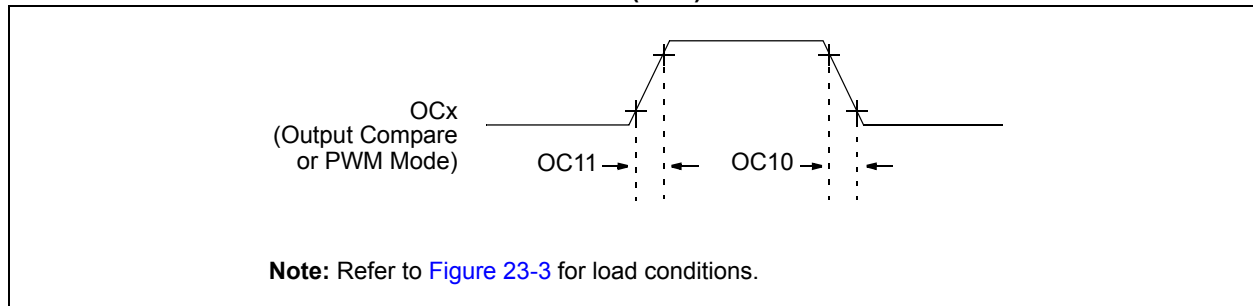 OCx
(Output Compare
or PWM Mode)
OC11
OC10
Note: Refer to Figure 23-3 for load conditions.